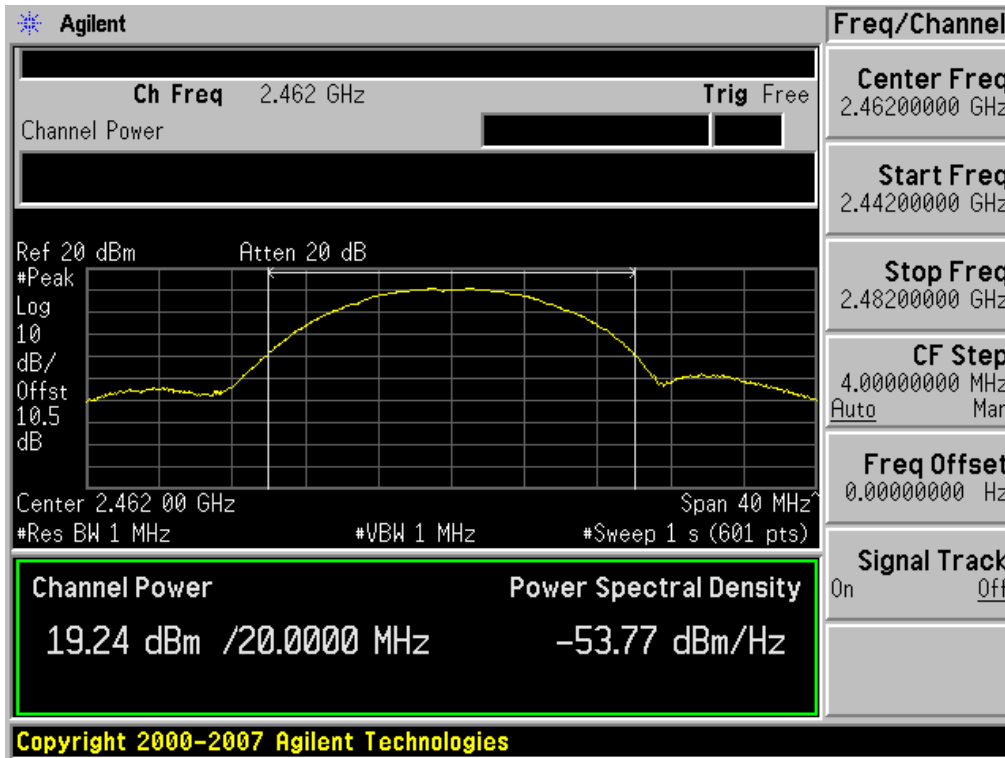 Agilent
Freq/Channel
Ch Freq 2.462 GHz Trig Free
Channel Power
Center Freq
2.46200000 GHz
Start Freq
2.44200000 GHz
Stop Freq
2.48200000 GHz
CF Step
4.00000000 MHz
Auto Man
Freq Offset
0.00000000 Hz
Signal Track
On Off
Ref 20 dBm Atten 20 dB
#Peak
Log
10
dB/
Offst
10.5
dB
Center 2.462 00 GHz Span 40 MHz^
#Res BW 1 MHz #VBW 1 MHz #Sweep 1 s (601 pts)
Channel Power Power Spectral Density
19.24 dBm /20.0000 MHz -53.77 dBm/Hz
Copyright 2000-2007 Agilent Technologies